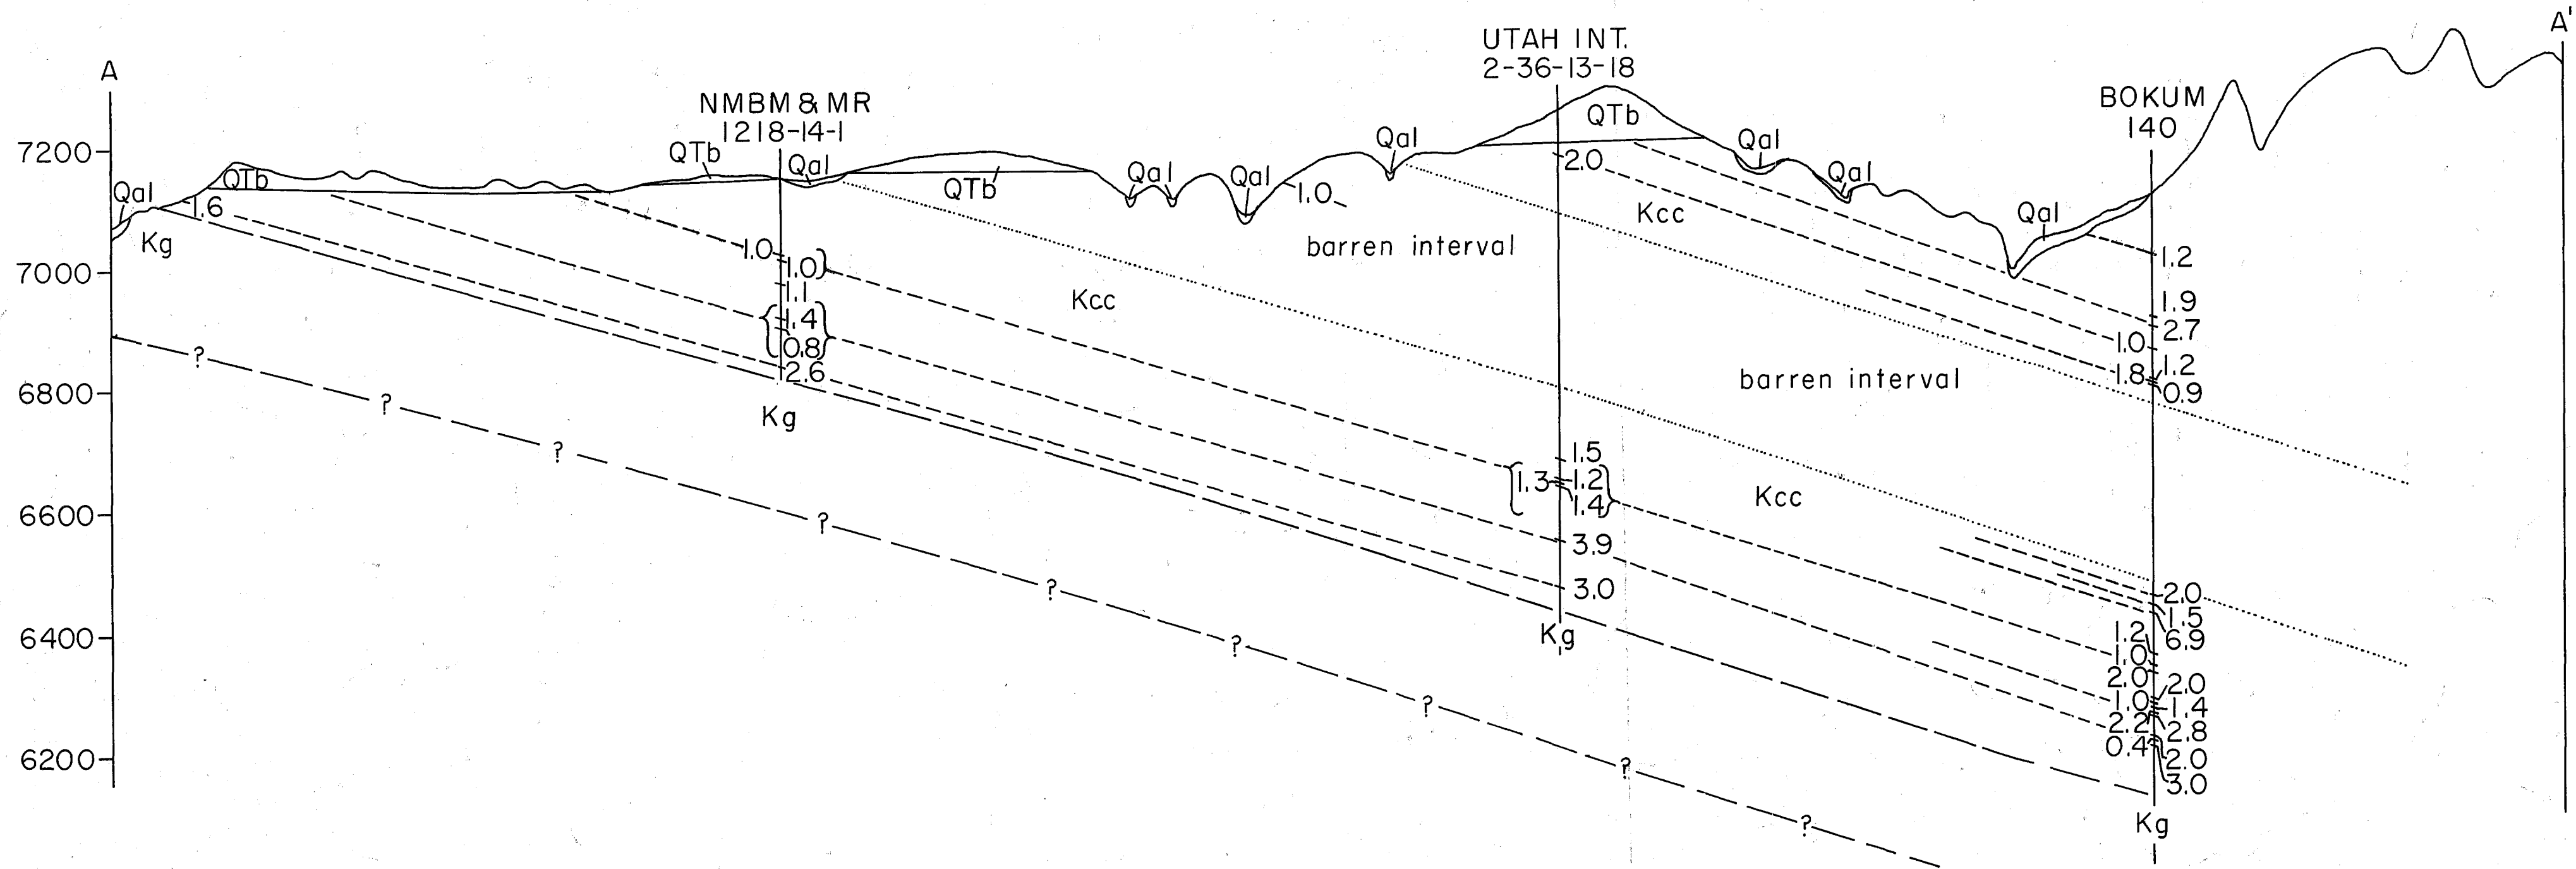 A
A'
UTAH INT.
2-36-13-18
NMBM & MR
1218-14-1
BOKUM
140
7200
7000
6800
6600
6400
6200
Qal
QTb
QTb
Qal
QTb
Qal
Qal
Qal
QTb
Qal
Qal
Qal
Kg
1.6
1.0
2.0
Kcc
barren interval
1.0
1.0
1.1
1.4
0.8
2.6
Kg
Kcc
barren interval
1.2
1.9
2.7
1.0
1.2
1.8
0.9
1.5
1.3
1.2
1.4
3.9
3.0
Kg
Kcc
2.0
1.5
6.9
1.2
1.0
2.0
2.0
1.0
1.4
2.2
2.8
0.4
2.0
3.0
Kg
?
?
?
?
?
?
?
?
?